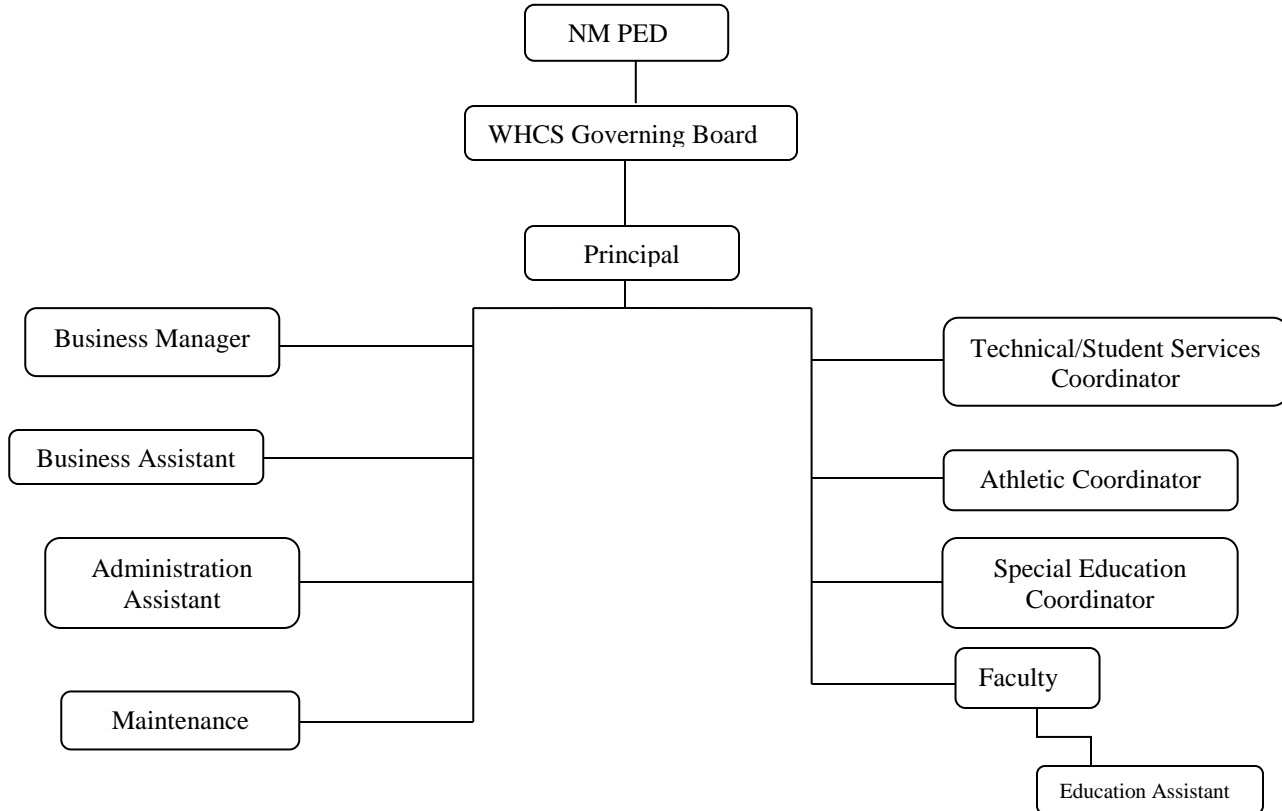 NM PED
WHCS Governing Board
Principal
Business Manager
Technical/Student Services
Coordinator
Business Assistant
Athletic Coordinator
Administration
Assistant
Special Education
Coordinator
Faculty
Maintenance
Education Assistant